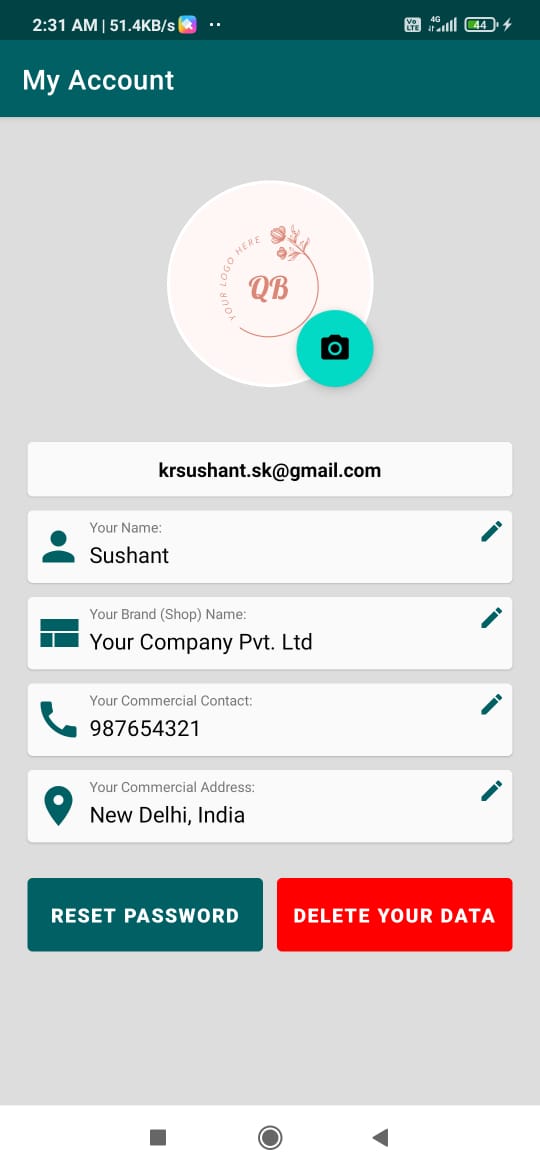 2:31 AM | 51.4KB/s
Vo LTE 4G 44
My Account
YOUR LOGO HERE
QB
krsushant.sk@gmail.com
Your Name:
Sushant
Your Brand (Shop) Name:
Your Company Pvt. Ltd
Your Commercial Contact:
987654321
Your Commercial Address:
New Delhi, India
RESET PASSWORD
DELETE YOUR DATA